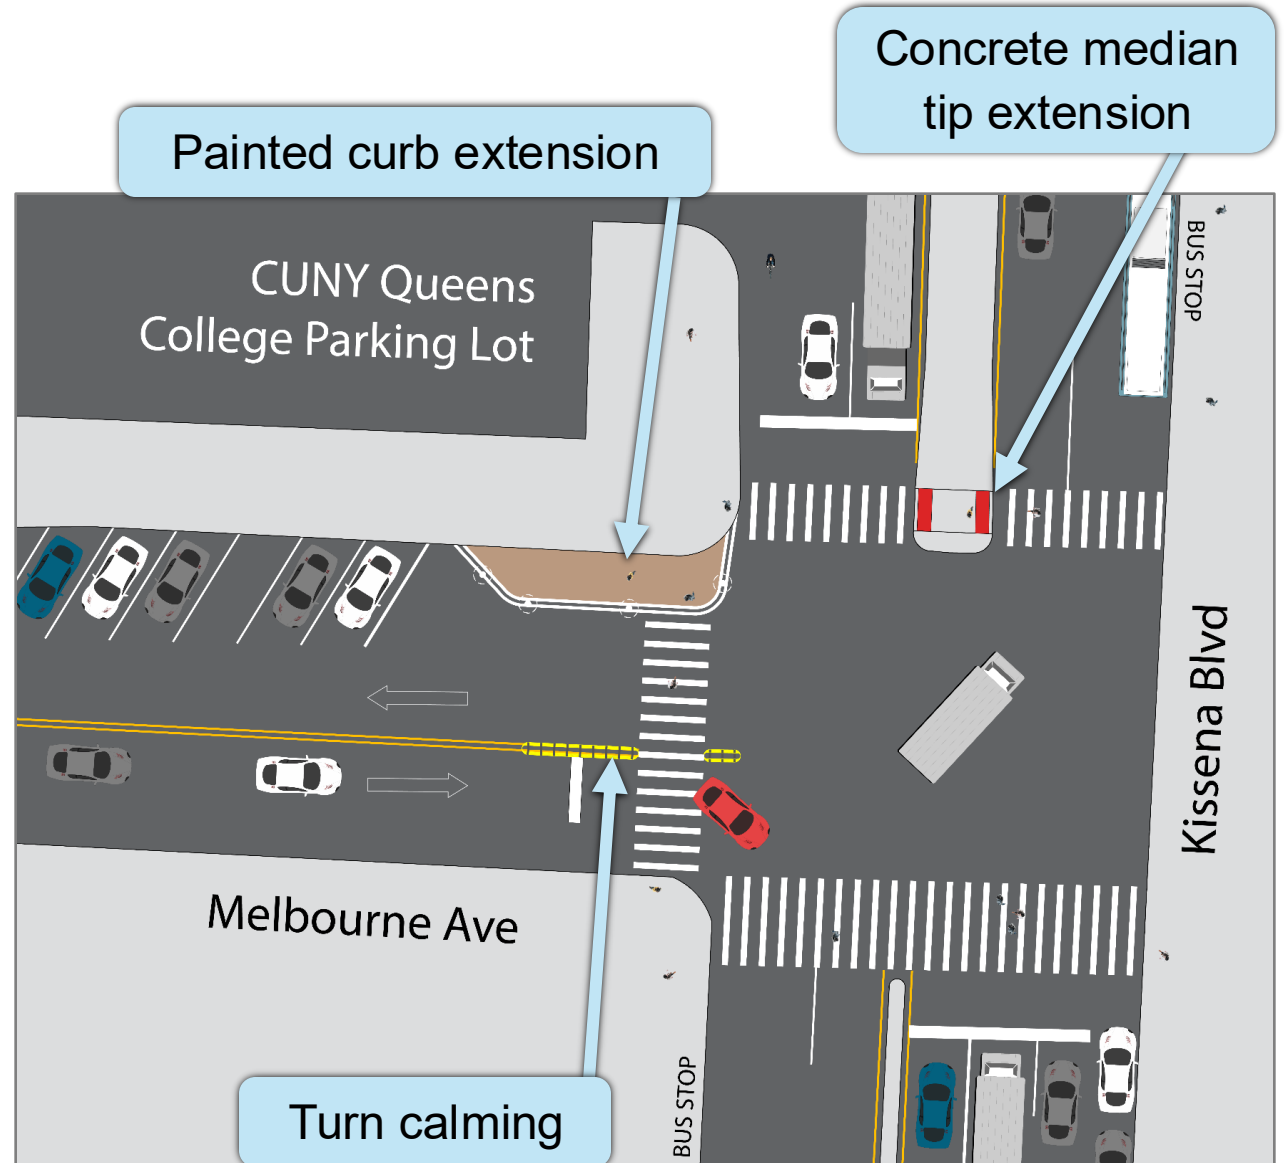 Concrete median
tip extension
Painted curb extension
CUNY Queens
College Parking Lot
BUS STOP
Kissena Blvd
Melbourne Ave
BUS STOP
Turn calming